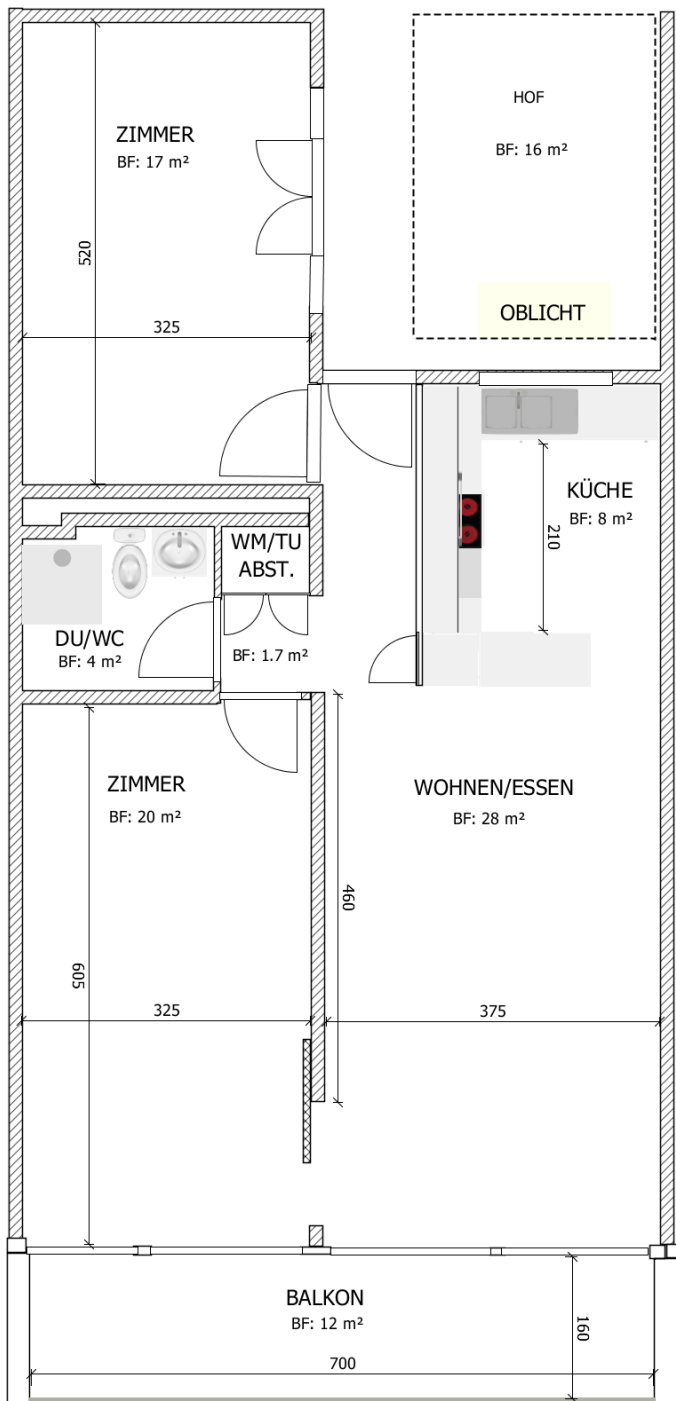 HOF
ZIMMER
BF: 17 m²
BF: 16 m²
520
OBLICHT
325
KÜCHE
BF: 8 m²
210
WM/TU
ABST.
DU/WC
BF: 4 m²
BF: 1.7 m²
ZIMMER
BF: 20 m²
WOHNEN/ESSEN
BF: 28 m²
460
605
325
375
BALKON
BF: 12 m²
160
700